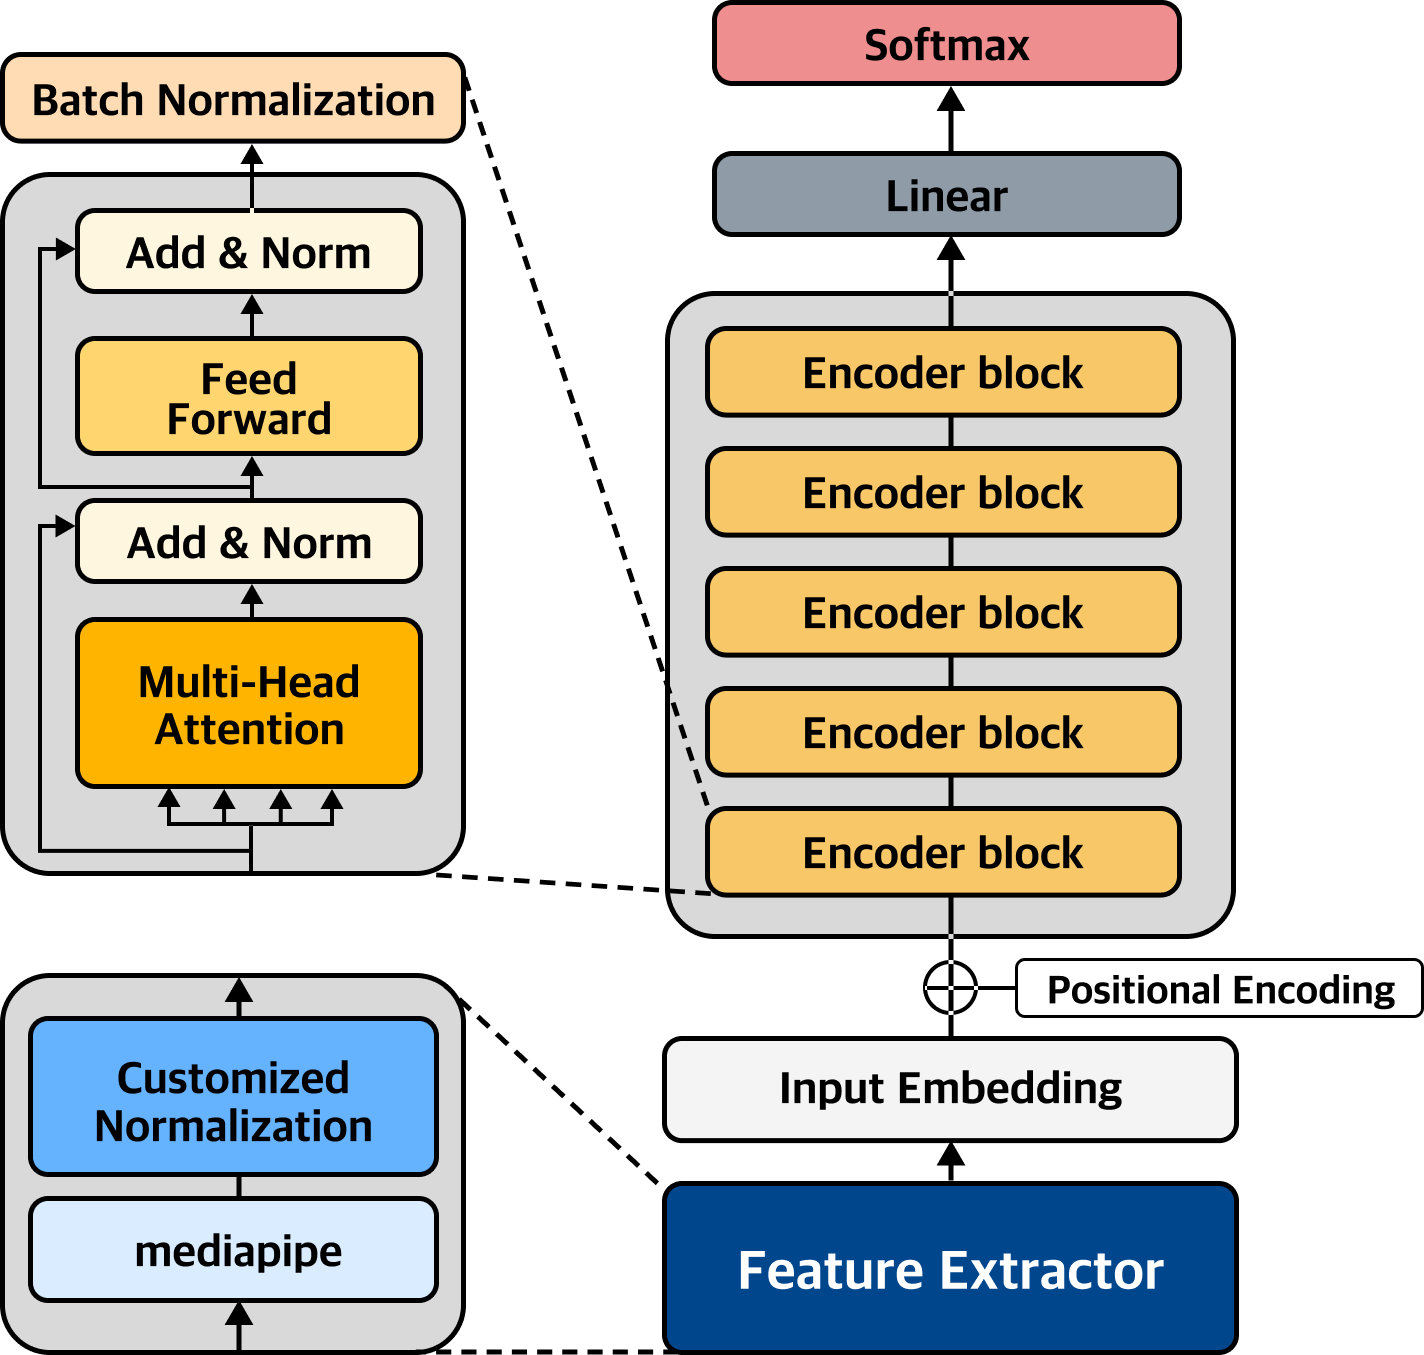 Batch Normalization
Add & Norm
Feed
Forward
Add & Norm
Multi-Head
Attention
Customized
Normalization
mediapipe
Softmax
Linear
Encoder block
Encoder block
Encoder block
Encoder block
Encoder block
Positional Encoding
Input Embedding
Feature Extractor